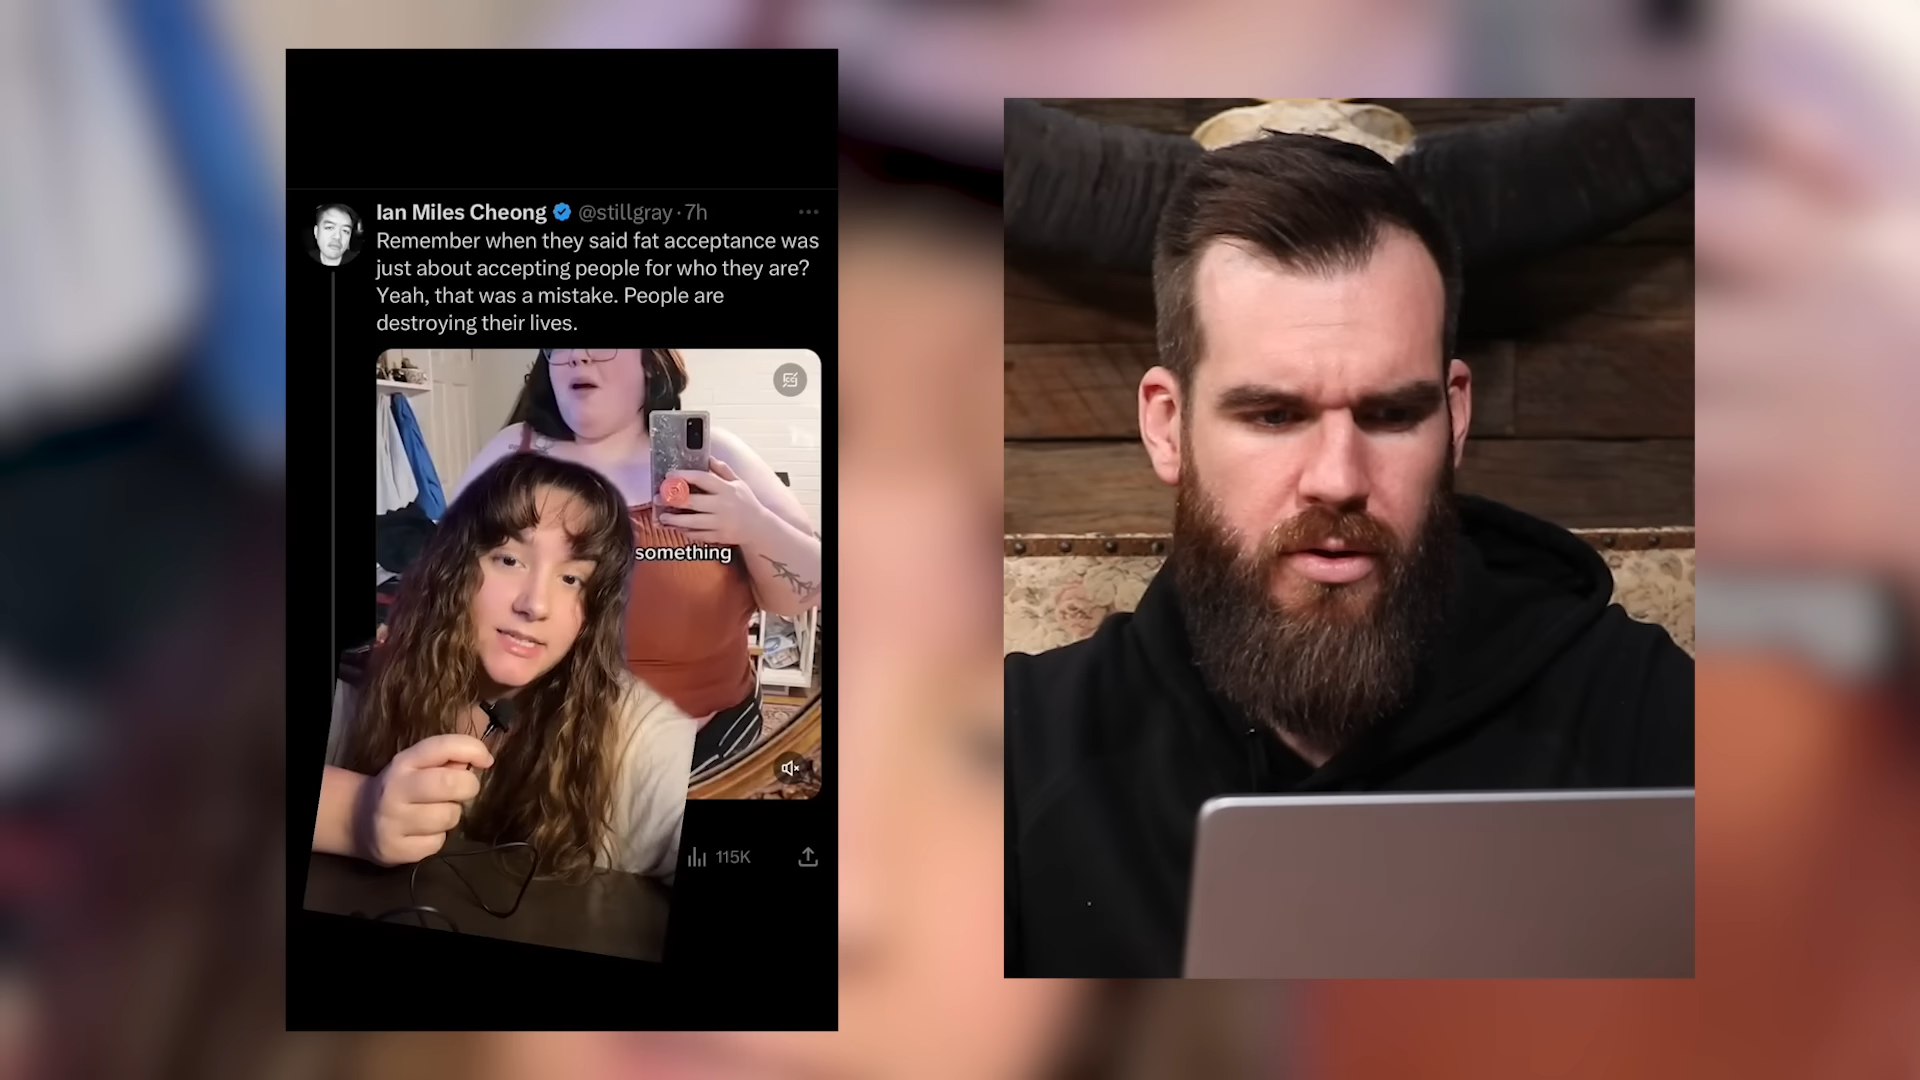 Ian Miles Cheong @stillgray · 7h
Remember when they said fat acceptance was
just about accepting people for who they are?
Yeah, that was a mistake. People are
destroying their lives.
something
115K